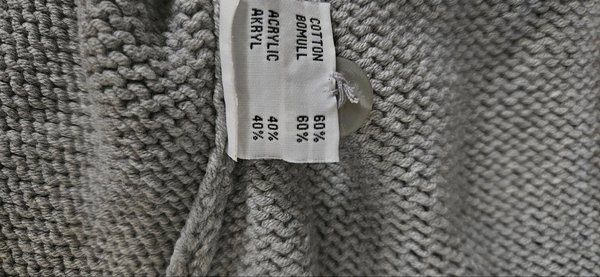 COTTON 60%
BOMULL 60%
ACRYLIC 40%
AKRYL 40%